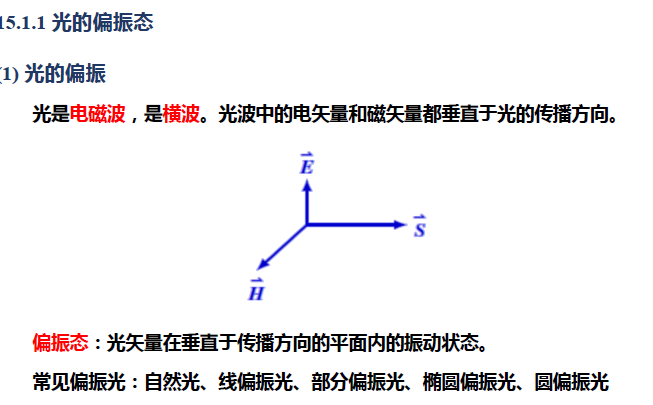 15.1.1 光的偏振态
(1) 光的偏振
光是电磁波，是横波。光波中的电矢量和磁矢量都垂直于光的传播方向。
E
S
H
偏振态：光矢量在垂直于传播方向的平面内的振动状态。
常见偏振光：自然光、线偏振光、部分偏振光、椭圆偏振光、圆偏振光